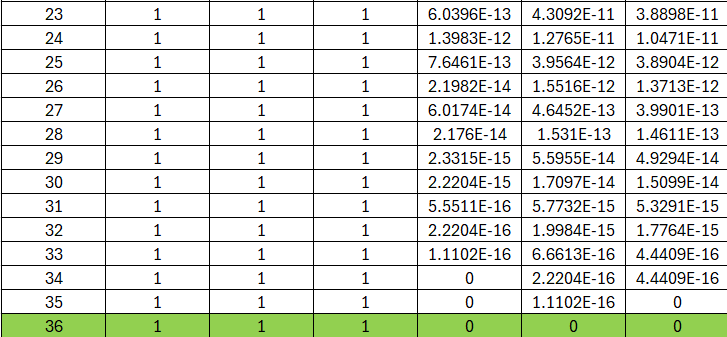 23 1 1 1 6.0396E-13 4.3092E-11 3.8898E-11
24 1 1 1 1.3983E-12 1.2765E-11 1.0471E-11
25 1 1 1 7.6461E-13 3.9564E-12 3.8904E-12
26 1 1 1 2.1982E-14 1.5516E-12 1.3713E-12
27 1 1 1 6.0174E-14 4.6452E-13 3.9901E-13
28 1 1 1 2.176E-14 1.531E-13 1.4611E-13
29 1 1 1 2.3315E-15 5.5955E-14 4.9294E-14
30 1 1 1 2.2204E-15 1.7097E-14 1.5099E-14
31 1 1 1 5.5511E-16 5.7732E-15 5.3291E-15
32 1 1 1 2.2204E-16 1.9984E-15 1.7764E-15
33 1 1 1 1.1102E-16 6.6613E-16 4.4409E-16
34 1 1 1 0 2.2204E-16 4.4409E-16
35 1 1 1 0 1.1102E-16 0
36 1 1 1 0 0 0